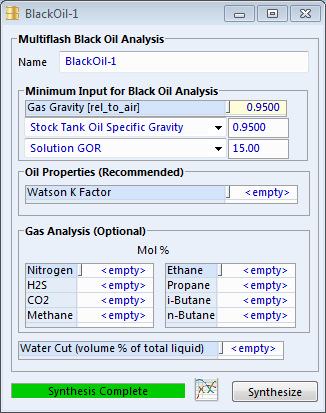 BlackOil-1
Multiflash Black Oil Analysis
Name BlackOil-1
Minimum Input for Black Oil Analysis
Gas Gravity [rel_to_air] 0.9500
Stock Tank Oil Specific Gravity 0.9500
Solution GOR 15.00
Oil Properties (Recommended)
Watson K Factor <empty>
Gas Analysis (Optional)
Mol %
Nitrogen <empty> Ethane <empty>
H2S <empty> Propane <empty>
CO2 <empty> i-Butane <empty>
Methane <empty> n-Butane <empty>
Water Cut (volume % of total liquid) <empty>
Synthesis Complete Synthesize